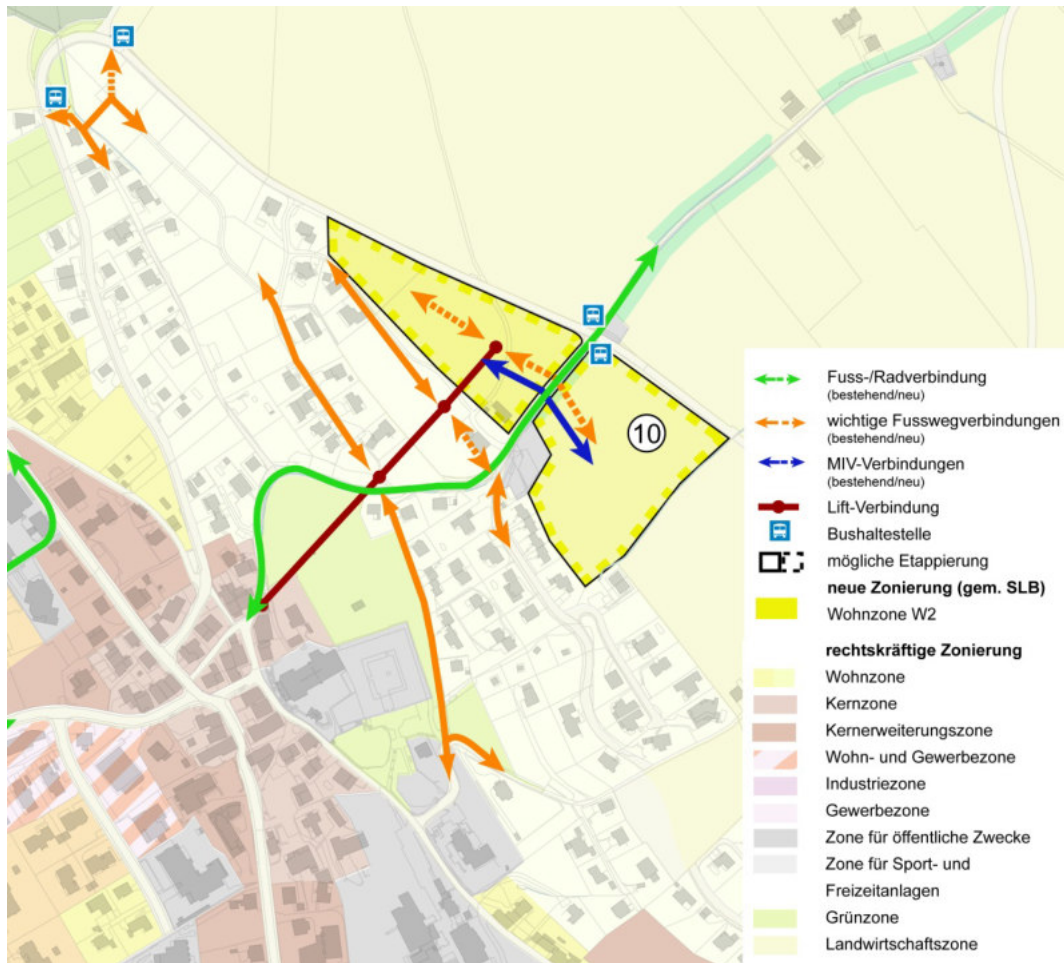 10
Fuss-/Radverbindung
(bestehend/neu)
wichtige Fusswegverbindungen
(bestehend/neu)
MIV-Verbindungen
(bestehend/neu)
Lift-Verbindung
Bushaltestelle
mögliche Etappierung
neue Zonierung (gem. SLB)
Wohnzone W2
rechtskräftige Zonierung
Wohnzone
Kernzone
Kernerweiterungszone
Wohn- und Gewerbezone
Industriezone
Gewerbezone
Zone für öffentliche Zwecke
Zone für Sport- und
Freizeitanlagen
Grünzone
Landwirtschaftszone